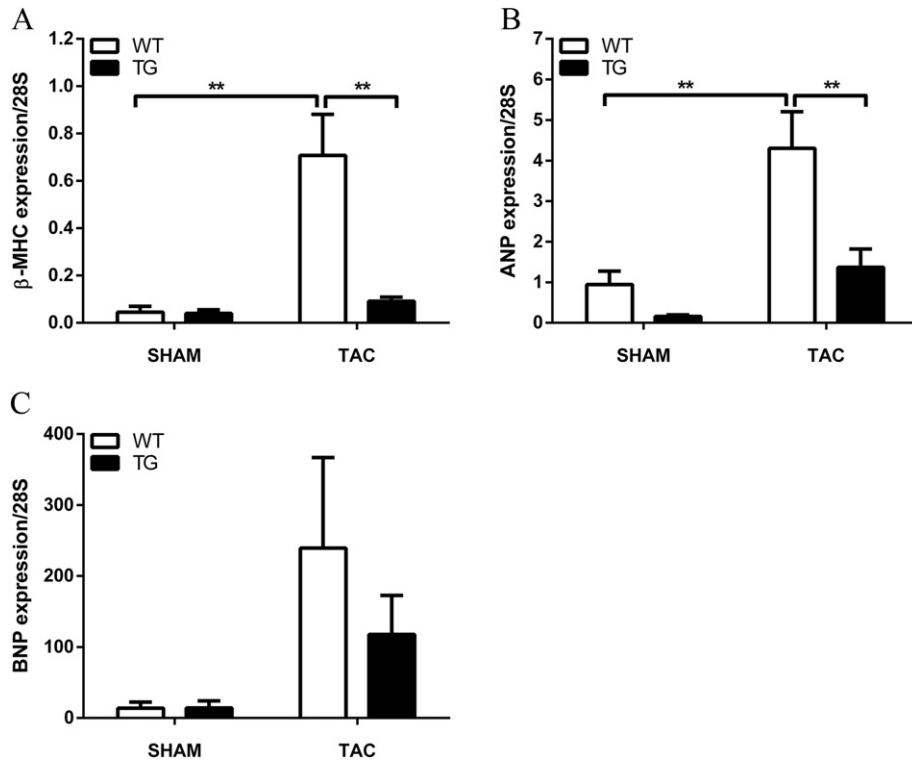 A
β-MHC expression/28S
1.2
1.0
0.8
0.6
0.4
0.2
0.0
WT
TG
**
**
SHAM
TAC
B
ANP expression/28S
7
6
5
4
3
2
1
0
WT
TG
**
**
SHAM
TAC
C
BNP expression/28S
400
300
200
100
0
WT
TG
SHAM
TAC